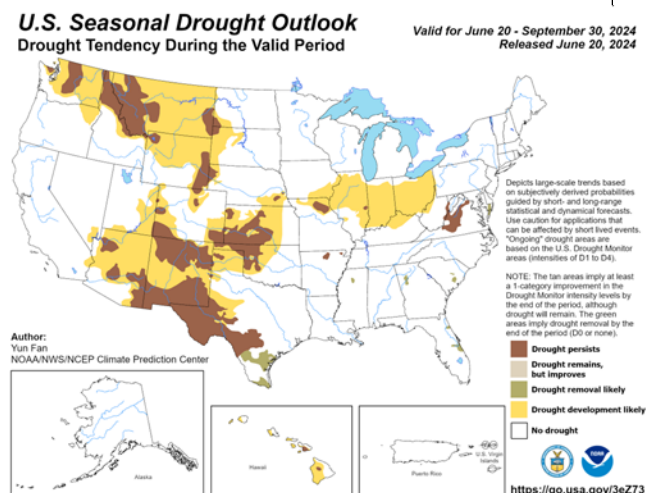 U.S. Seasonal Drought Outlook
Drought Tendency During the Valid Period
Valid for June 20 - September 30, 2024
Released June 20, 2024
Depicts large-scale trends based
on subjectively derived probabilities
guided by short- and long-range
statistical and dynamical forecasts.
Use caution for applications that
can be affected by short lived events.
"Ongoing" drought areas are
based on the U.S. Drought Monitor
areas (intensities of D1 to D4).
NOTE: The tan areas imply at least
a 1-category improvement in the
Drought Monitor intensity levels by
the end of the period, although
drought will remain. The green
areas imply drought removal by the
end of the period (D0 or none).
Author:
Yun Fan
NOAA/NWS/NCEP Climate Prediction Center
Drought persists
Drought remains,
but improves
Drought removal likely
Drought development likely
No drought
Alaska
Hawaii
Puerto Rico
U.S. Virgin
Islands
https://go.usa.gov/3eZ73